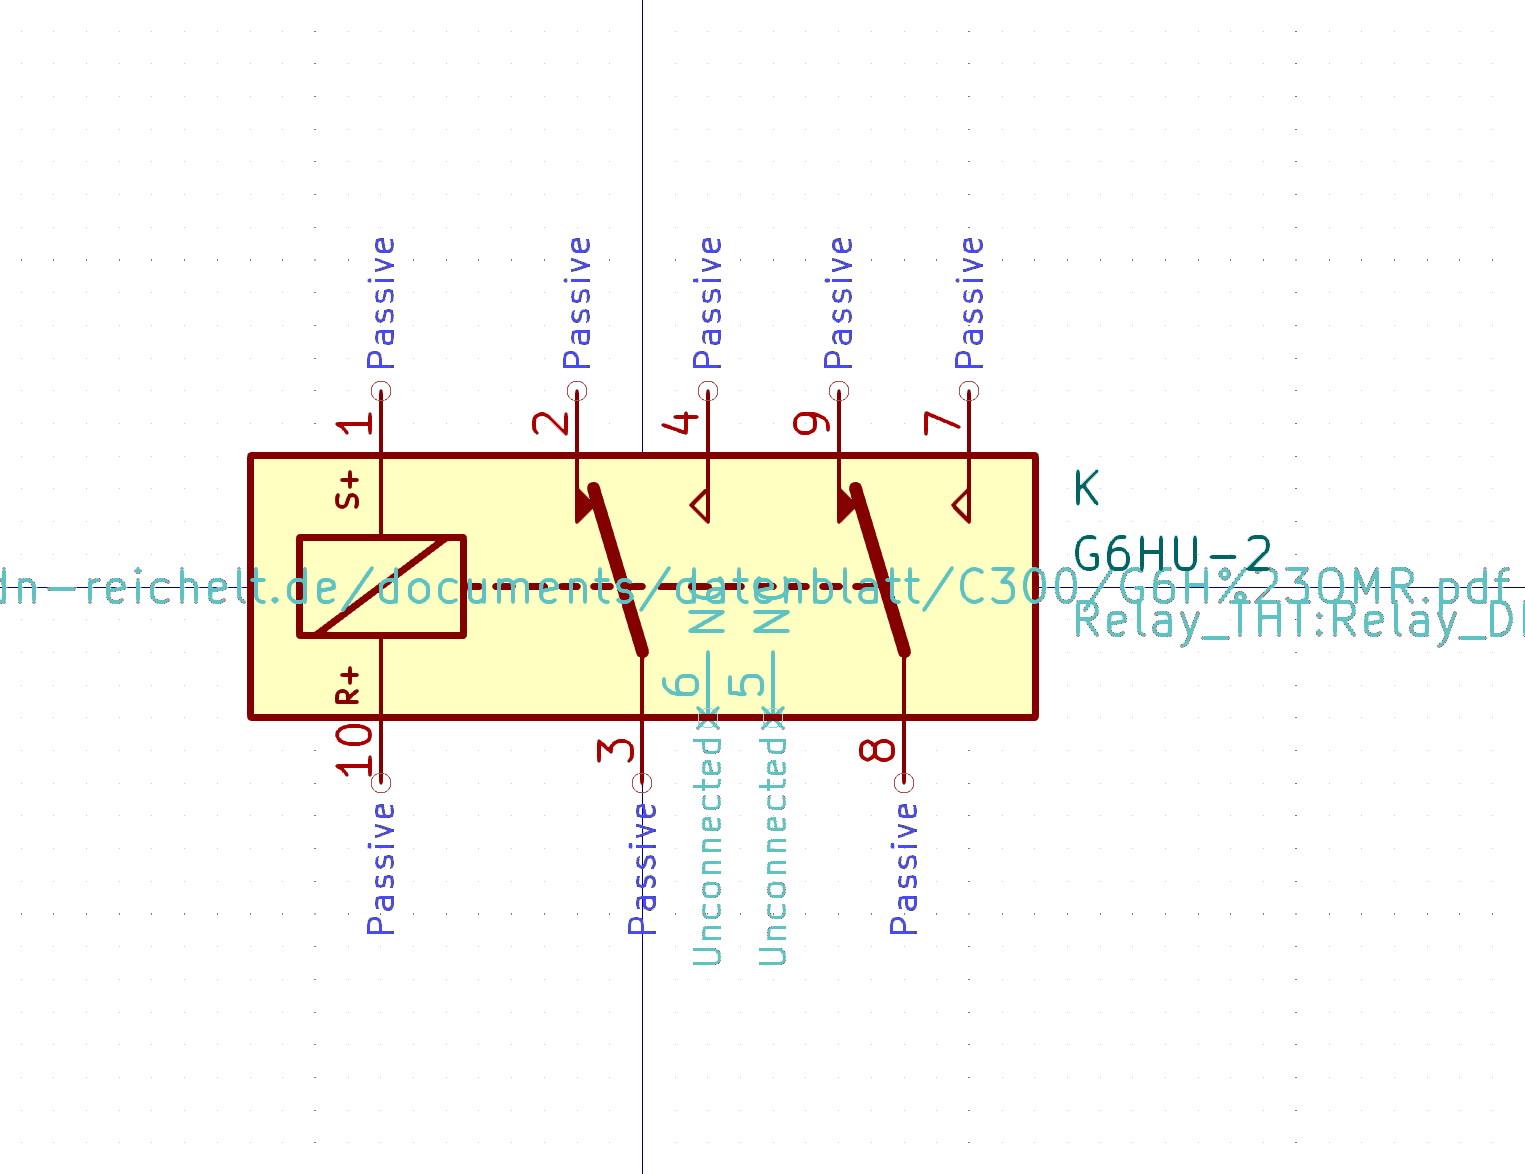 Passive
Passive
Passive
Passive
Passive
1
2
4
9
7
S+
K
G6HU-2
dn-reichelt.de/documents/datenblatt/C300/G6H%23OMR.pdf
Relay_THT:Relay_D
NC
NC
R+
6
5
10
3
8
Passive
Passive
Unconnected
Unconnected
Passive